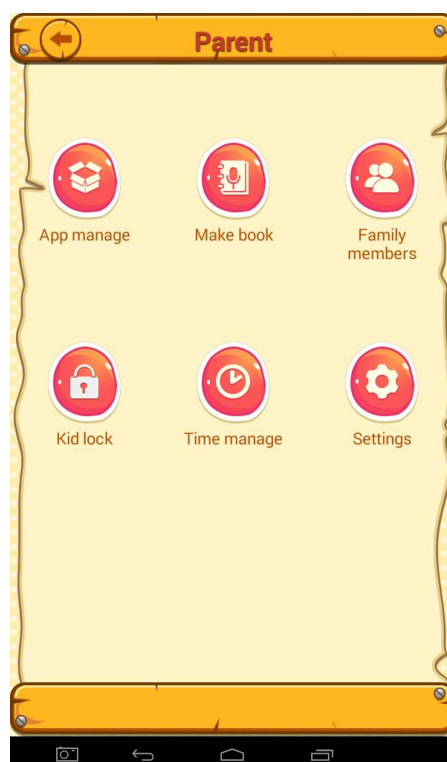 Parent
App manage
Make book
Family
members
Kid lock
Time manage
Settings